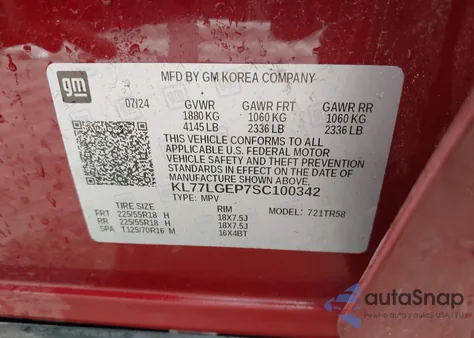 gm
MFD BY GM KOREA COMPANY
07/24 GVWR GAWR FRT GAWR RR
1880 KG 1060 KG 1060 KG
4145 LB 2336 LB 2336 LB
THIS VEHICLE CONFORMS TO ALL
APPLICABLE U.S. FEDERAL MOTOR
VEHICLE SAFETY AND THEFT PREVENTION
STANDARDS IN EFFECT ON THE DATE OF
MANUFACTURE SHOWN ABOVE.
KL77LGEP7SC100342
TYPE: MPV MODEL: 721TR58
TIRE SIZE RIM
FRT 225/55R18 H 18X7.5J
RR 225/55R18 H 18X7.5J
SPA T125/70R16 M 16X4BT
autoSnap